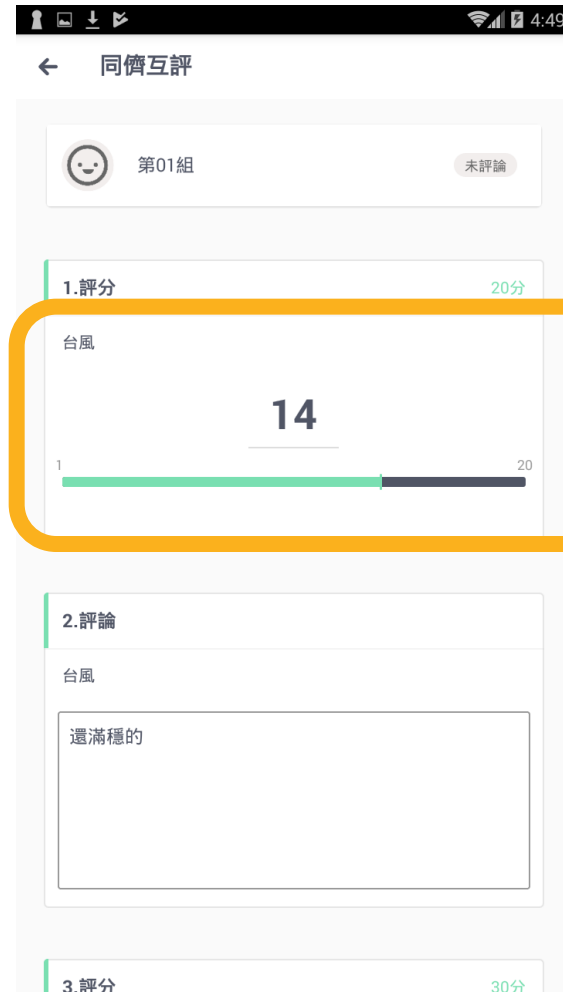 4:49
同儕互評
第01組 未評論
1.評分 20分
台風
14
1 20
2.評論
台風
還滿穩的
3.評分 30分